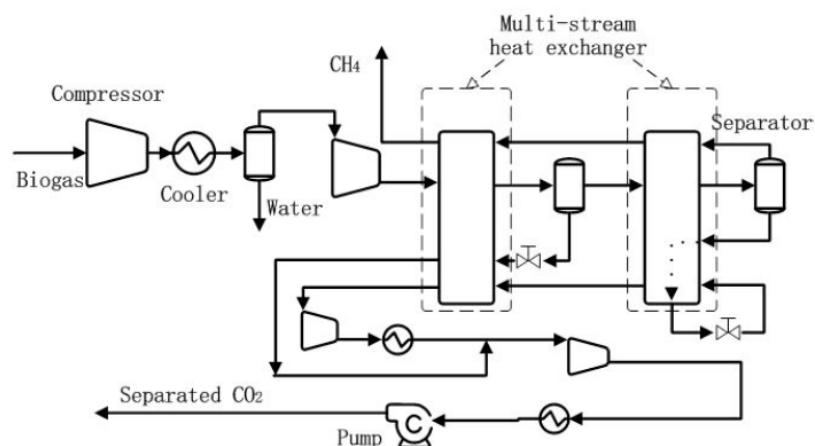 Multi-stream
heat exchanger
CH₄
Compressor
Separator
Biogas
Cooler
Water
Separated CO₂
Pump
C